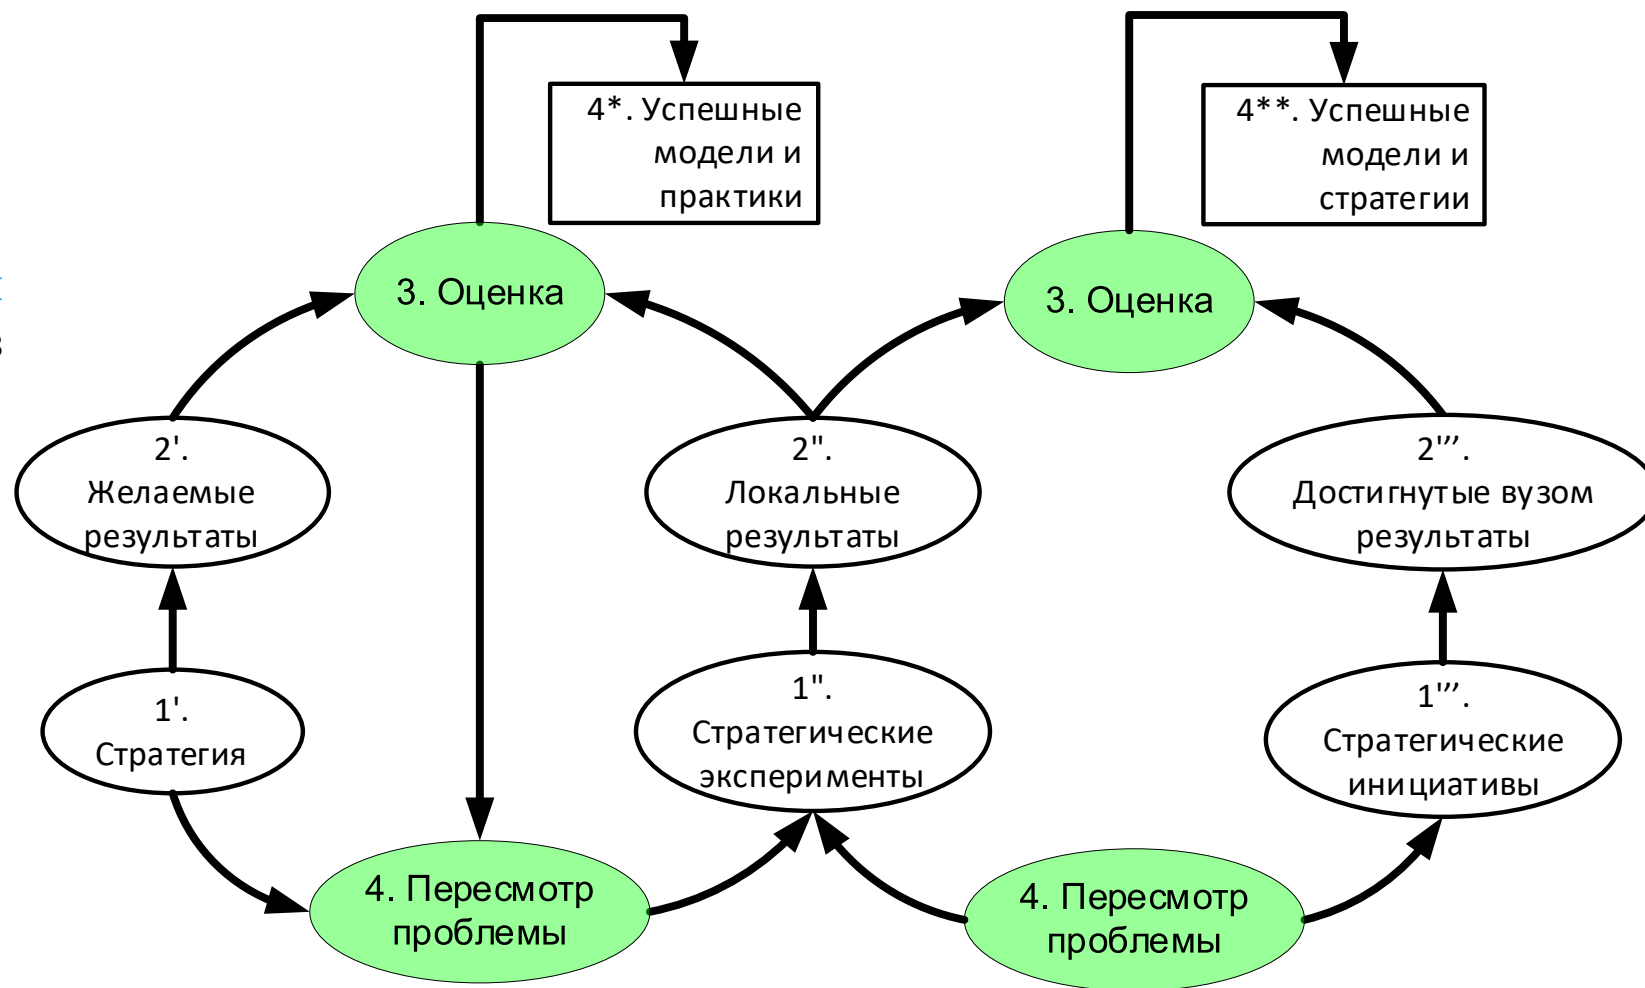 4*. Успешные
модели и
практики
4**. Успешные
модели и
стратегии
3. Оценка
3. Оценка
2'.
Желаемые
результаты
2".
Локальные
результаты
2'’’.
Достигнутые вузом
результаты
1'.
Стратегия
1".
Стратегические
эксперименты
1'’’.
Стратегические
инициативы
4. Пересмотр
проблемы
4. Пересмотр
проблемы